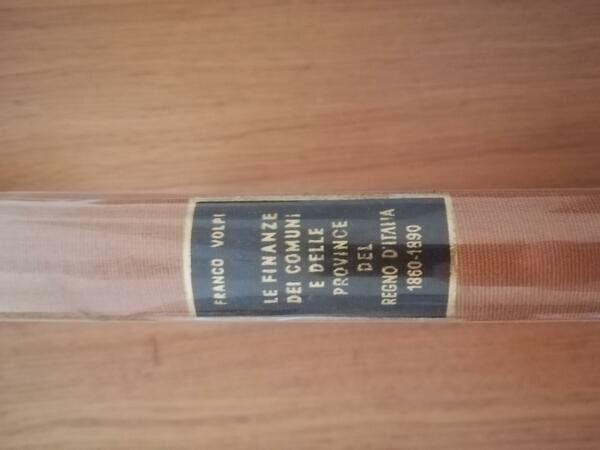 FRANCO VOLPI
LE FINANZE
DEI COMUNI
E DELLE
PROVINCE
DEL
REGNO D'ITALIA
1860-1890